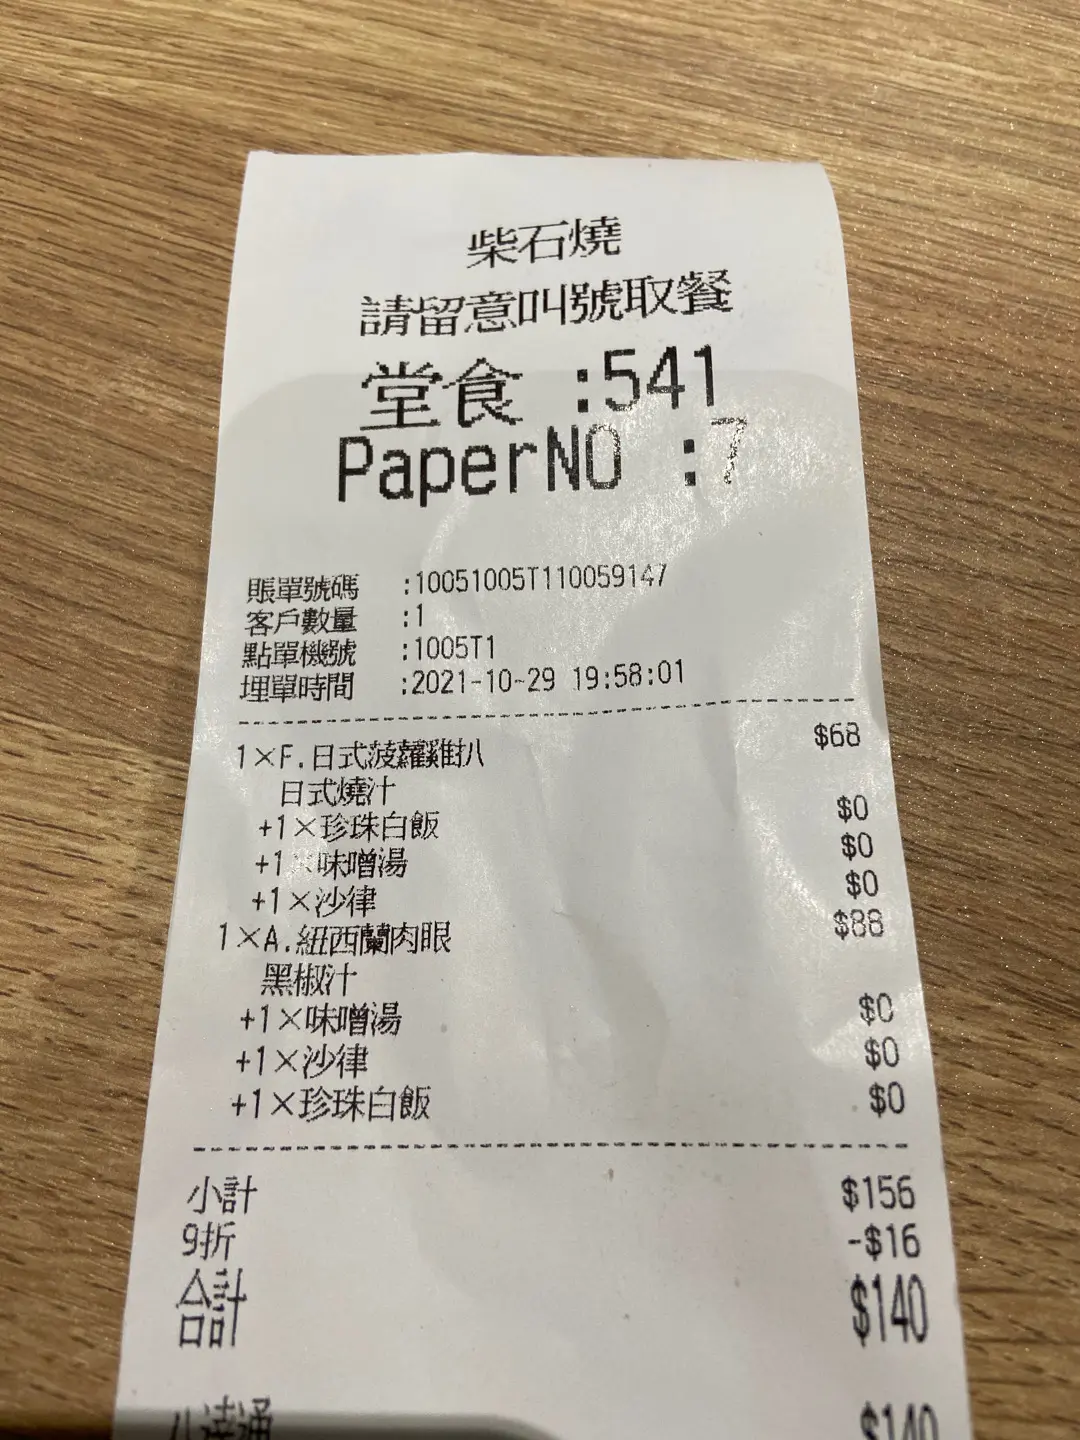 柴石燒
請留意叫號取餐
堂食 :541
PaperNO :7
賬單號碼 :10051005T110059147
客戶數量 :1
點單機號 :1005T1
埋單時間 :2021-10-29 19:58:01
1×F.日式菠蘿雞扒 $68
日式燒汁
+1×珍珠白飯 $0
+1×味噌湯 $0
+1×沙律 $0
1×A.紐西蘭肉眼 $88
黑椒汁
+1×味噌湯 $0
+1×沙律 $0
+1×珍珠白飯 $0
小計 $156
9折 -$16
合計 $140
$140